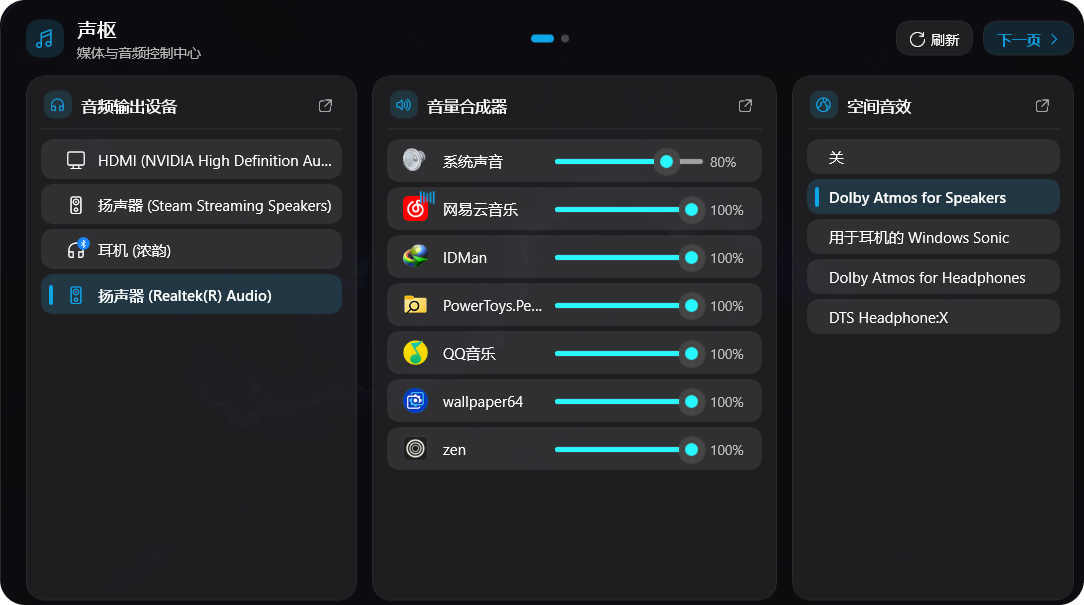 声枢
媒体与音频控制中心
刷新
下一页
音频输出设备
HDMI (NVIDIA High Definition Au...
扬声器 (Steam Streaming Speakers)
耳机 (浓韵)
扬声器 (Realtek(R) Audio)
音量合成器
系统声音 80%
网易云音乐 100%
IDMan 100%
PowerToys.Pe... 100%
QQ音乐 100%
wallpaper64 100%
zen 100%
空间音效
关
Dolby Atmos for Speakers
用于耳机的 Windows Sonic
Dolby Atmos for Headphones
DTS Headphone:X